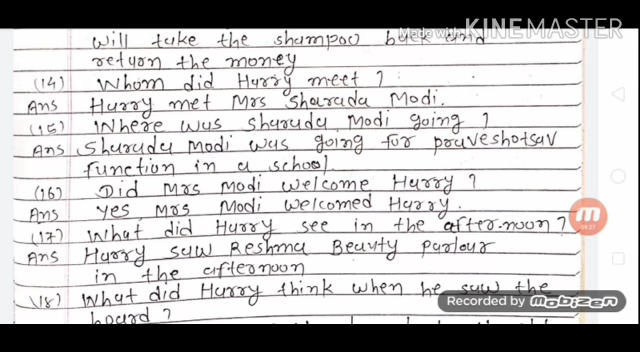 will take the shampoo back and
Made with KINEMASTER
return the money
(14) Whom did Harry meet ?
Ans Harry met Mrs Sharada Modi.
(15) Where was Sharada Modi going ?
Ans Sharada Modi was going for praveshotsav
function in a school.
(16) Did Mrs Modi welcome Harry ?
Ans Yes, Mrs Modi welcomed Harry.
(17) What did Harry see in the after-noon ?
09:27
Ans Harry saw Reshma Beauty Parlour
in the afternoon
(18) What did Harry think when he saw the
Recorded by mobizen
board ?